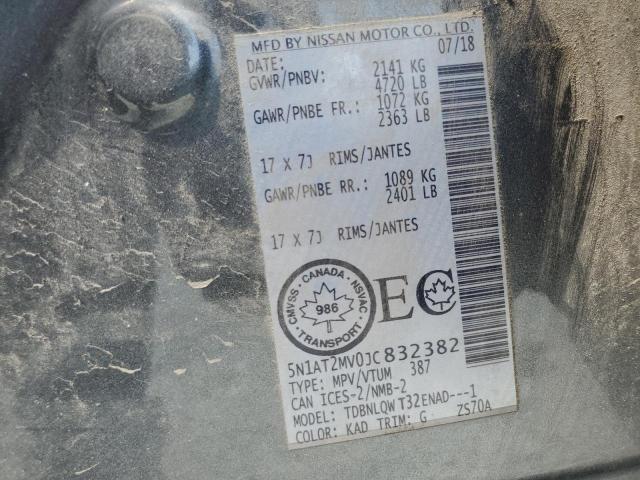 MFD BY NISSAN MOTOR CO., LTD.
DATE: 07/18
GVWR/PNBV: 2141 KG
4720 LB
GAWR/PNBE FR.: 1072 KG
2363 LB
17 X 7J RIMS/JANTES
GAWR/PNBE RR.: 1089 KG
2401 LB
17 X 7J RIMS/JANTES
CMVSS · CANADA · NSVAC · TRANSPORT ·
986
EC
5N1AT2MV0JC832382
TYPE: MPV/VTUM 387
CAN ICES-2/NMB-2
MODEL: TDBNLQW T32ENAD---1
COLOR: KAD TRIM: G ZS70A